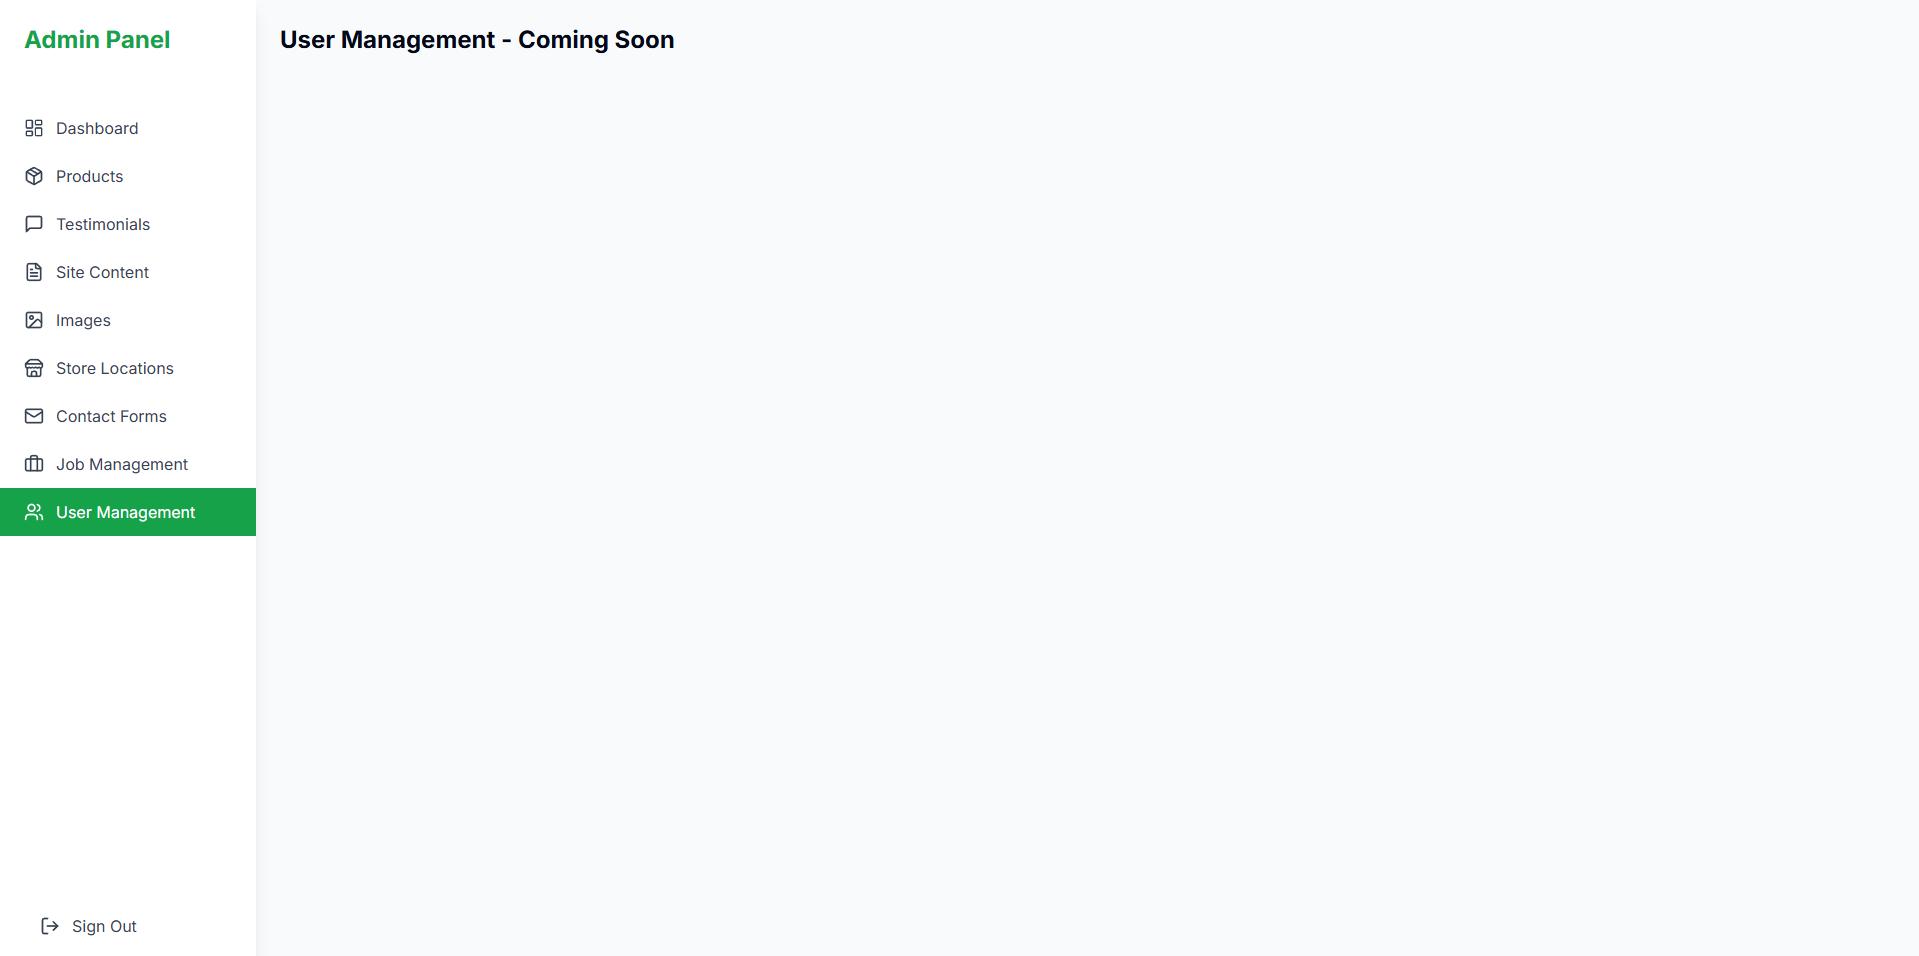 Admin Panel
Dashboard
Products
Testimonials
Site Content
Images
Store Locations
Contact Forms
Job Management
User Management
Sign Out
User Management - Coming Soon